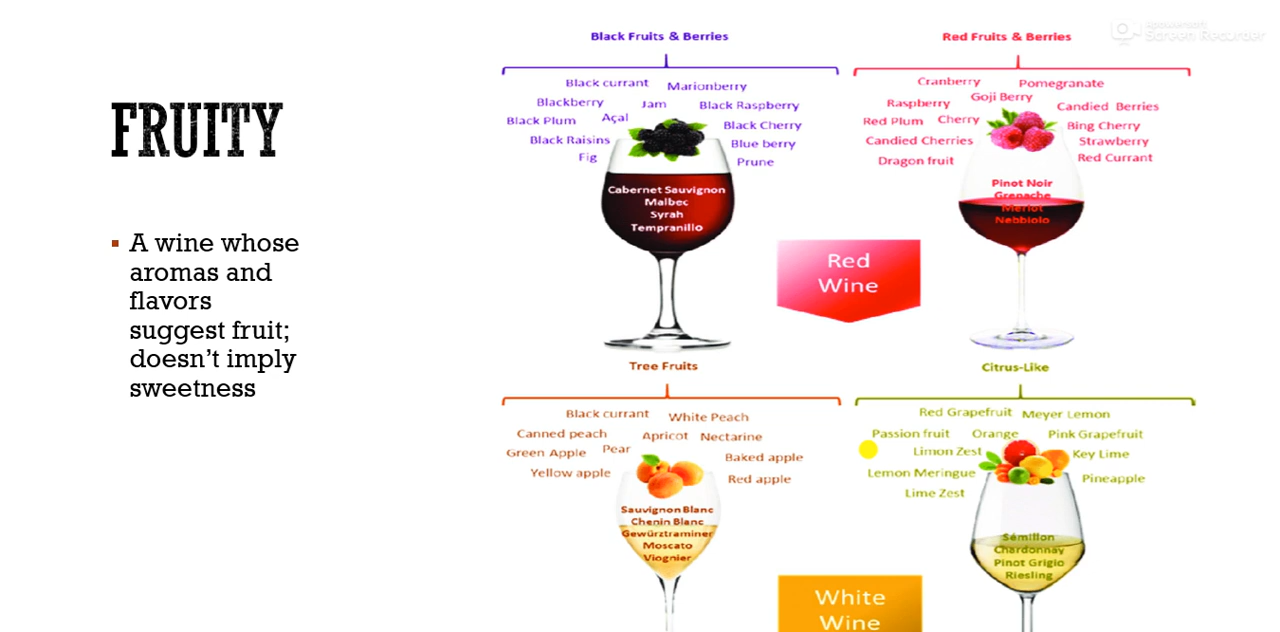 FRUITY
▪ A wine whose
aromas and
flavors
suggest fruit;
doesn't imply
sweetness
Black Fruits & Berries
Black currant Marionberry
Blackberry Jam Black Raspberry
Black Plum Açaí Black Cherry
Black Raisins Blue berry
Fig Prune
Cabernet Sauvignon
Malbec
Syrah
Tempranillo
Red Fruits & Berries
Cranberry Pomegranate
Raspberry Goji Berry Candied Berries
Red Plum Cherry Bing Cherry
Candied Cherries Strawberry
Dragon fruit Red Currant
Pinot Noir
Grenache
Merlot
Nebbiolo
Red
Wine
Tree Fruits
Black currant White Peach
Canned peach Apricot Nectarine
Green Apple Pear Baked apple
Yellow apple Red apple
Sauvignon Blanc
Chenin Blanc
Gewürztraminer
Moscato
Viognier
Citrus-Like
Red Grapefruit Meyer Lemon
Passion fruit Orange Pink Grapefruit
Limon Zest Key Lime
Lemon Meringue Pineapple
Lime Zest
Sémillon
Chardonnay
Pinot Grigio
Riesling
White
Wine
Screen Recorder